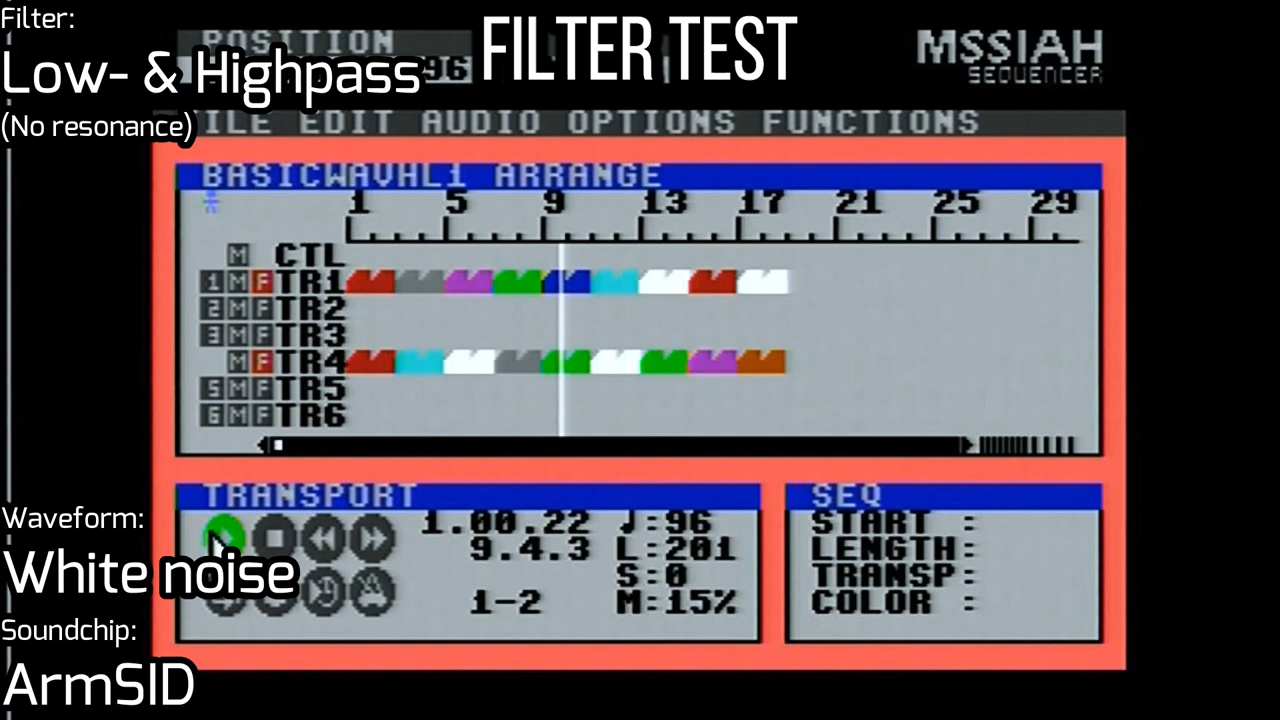 Filter:
Low- & Highpass
(No resonance)
FILTER TEST
POSITION
96
MSSIAH
SEQUENCER
ILE EDIT AUDIO OPTIONS FUNCTIONS
BASICWAVHL1 ARRANGE
# 1 5 9 13 17 21 25 29
M CTL
1 M F TR1
2 M F TR2
3 M F TR3
M F TR4
5 M F TR5
6 M F TR6
TRANSPORT
1.00.22 ♩:96
9.4.3 L:201
S:0
1-2 M:15%
SEQ
START :
LENGTH:
TRANSP:
COLOR :
Waveform:
White noise
Soundchip:
ArmSID